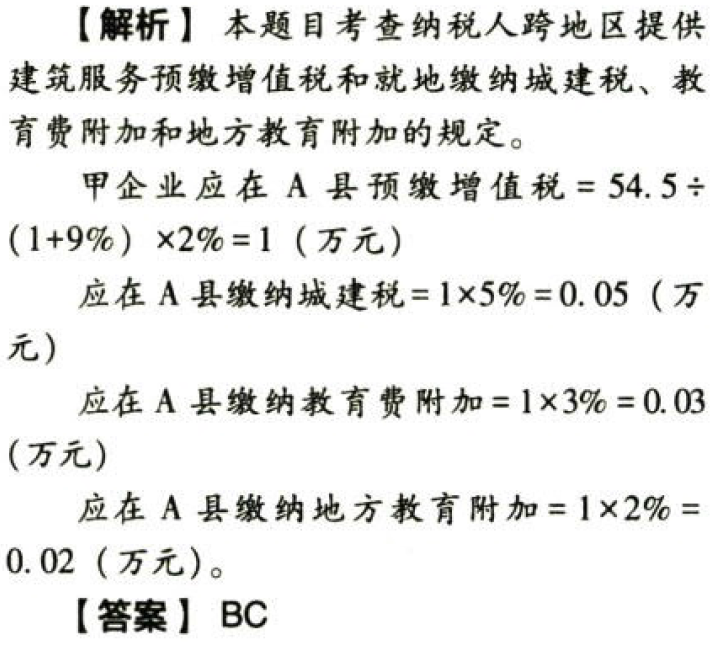 【解析】 本题目考查纳税人跨地区提供
建筑服务预缴增值税和就地缴纳城建税、教
育费附加和地方教育附加的规定。
甲企业应在 A 县预缴增值税 = 54.5÷
(1+9%) ×2% = 1 (万元)
应在 A 县缴纳城建税 = 1×5% = 0.05 (万
元)
应在 A 县缴纳教育费附加 = 1×3% = 0.03
(万元)
应在 A 县缴纳地方教育附加 = 1×2% =
0.02 (万元)。
【答案】 BC